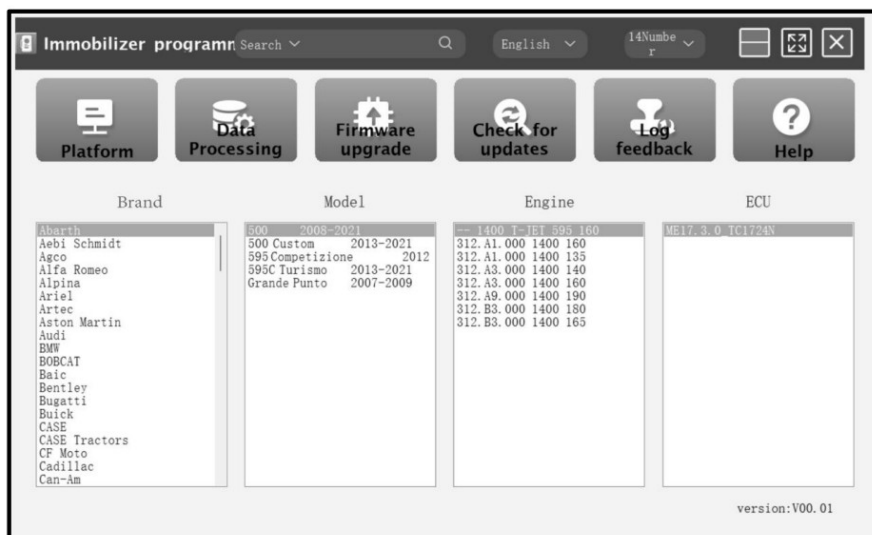 Immobilizer programm
Search
English
14Numbe
r
Platform
Data
Processing
Firmware
upgrade
Check for
updates
Log
feedback
Help
Brand
Model
Engine
ECU
Abarth
Aebi Schmidt
Agco
Alfa Romeo
Alpina
Ariel
Artec
Aston Martin
Audi
BMW
BOBCAT
Baic
Bentley
Bugatti
Buick
CASE
CASE Tractors
CF Moto
Cadillac
Can-Am
500 2008-2021
500 Custom 2013-2021
595 Competizione 2012
595C Turismo 2013-2021
Grande Punto 2007-2009
-- 1400 T-JET 595 160
312.A1.000 1400 160
312.A1.000 1400 135
312.A3.000 1400 140
312.A3.000 1400 160
312.A9.000 1400 190
312.B3.000 1400 180
312.B3.000 1400 165
ME17.3.0_TC1724N
version:V00.01